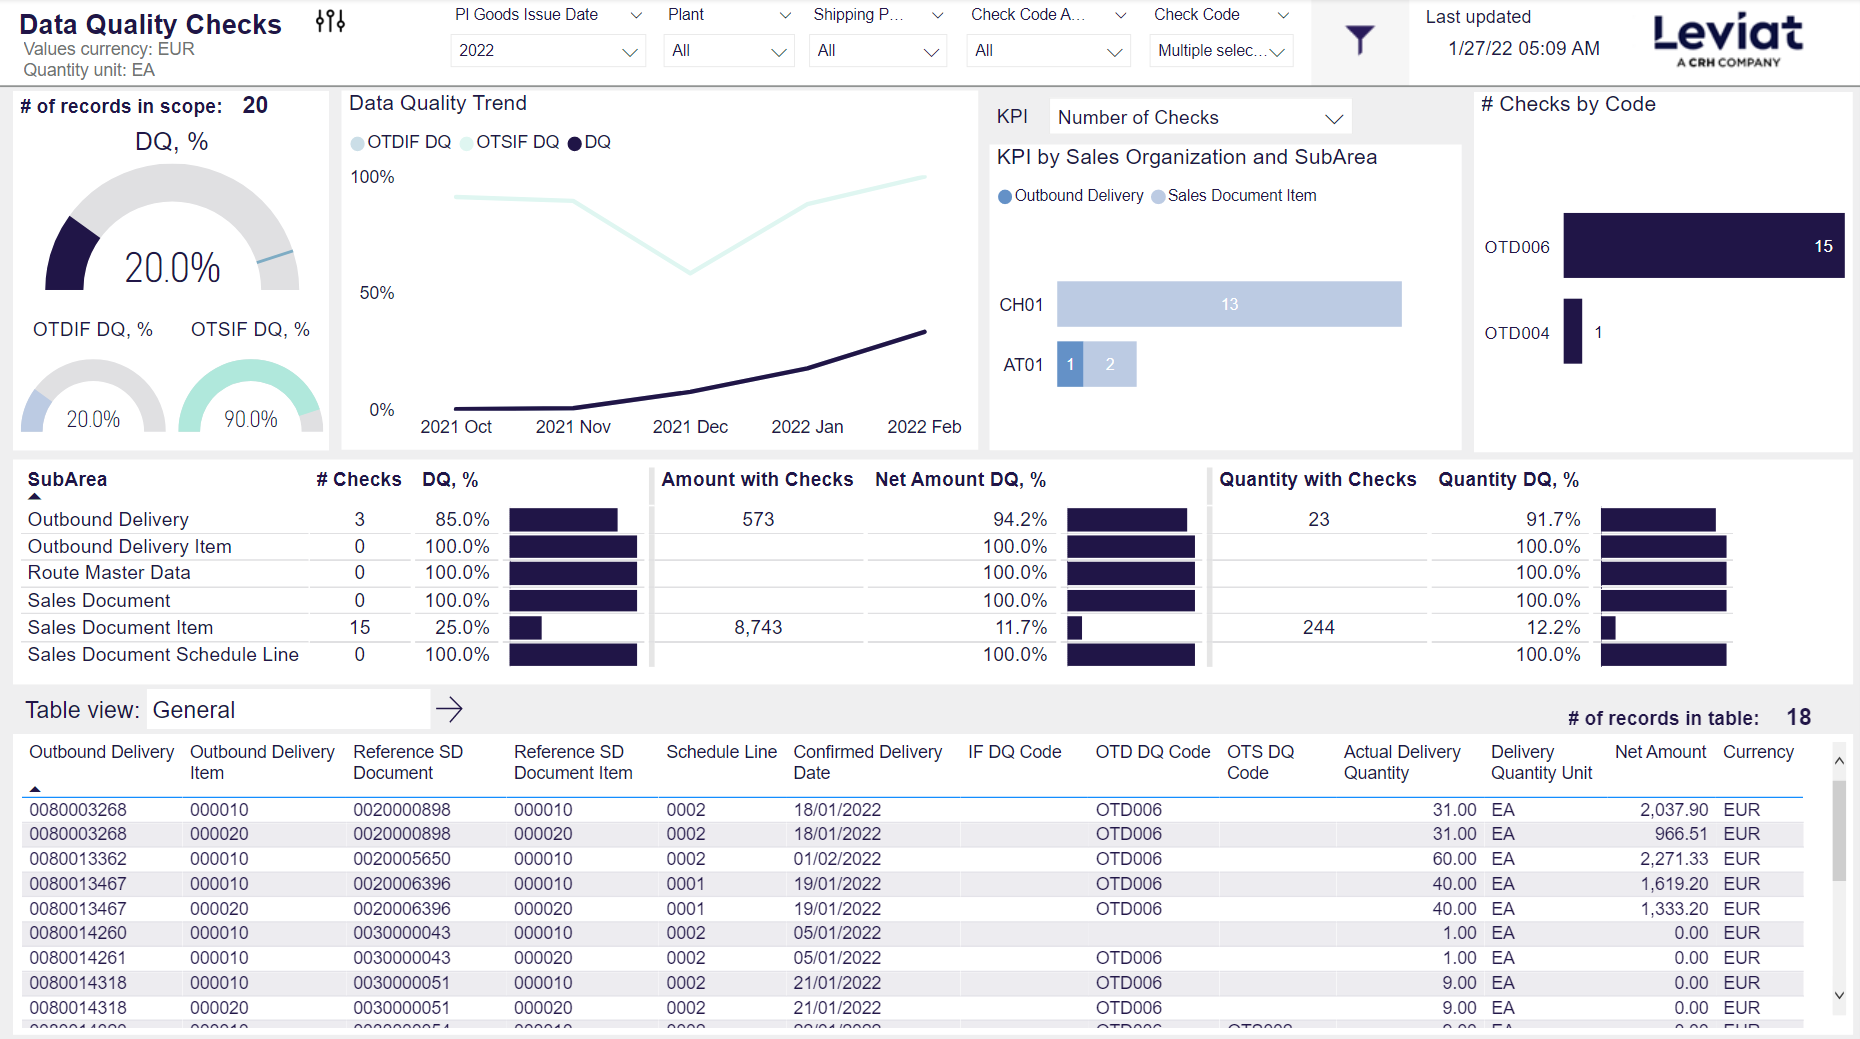 Data Quality Checks
Values currency: EUR
Quantity unit: EA
PI Goods Issue Date
2022
Plant
All
Shipping P...
All
Check Code A...
All
Check Code
Multiple selec...
Last updated
1/27/22 05:09 AM
Leviat
A CRH COMPANY
# of records in scope: 20
DQ, %
20.0%
OTDIF DQ, % OTSIF DQ, %
20.0% 90.0%
Data Quality Trend
OTDIF DQ OTSIF DQ DQ
100%
50%
0%
2021 Oct 2021 Nov 2021 Dec 2022 Jan 2022 Feb
KPI Number of Checks
KPI by Sales Organization and SubArea
Outbound Delivery Sales Document Item
CH01 13
AT01 1 2
# Checks by Code
OTD006 15
OTD004 1
SubArea # Checks DQ, % Amount with Checks Net Amount DQ, % Quantity with Checks Quantity DQ, %
Outbound Delivery 3 85.0% 573 94.2% 23 91.7%
Outbound Delivery Item 0 100.0% 100.0% 100.0%
Route Master Data 0 100.0% 100.0% 100.0%
Sales Document 0 100.0% 100.0% 100.0%
Sales Document Item 15 25.0% 8,743 11.7% 244 12.2%
Sales Document Schedule Line 0 100.0% 100.0% 100.0%
Table view: General
# of records in table: 18
Outbound Delivery Outbound Delivery Reference SD Reference SD Schedule Line Confirmed Delivery IF DQ Code OTD DQ Code OTS DQ Actual Delivery Delivery Net Amount Currency
Item Document Document Item Date Code Quantity Quantity Unit
0080003268 000010 0020000898 000010 0002 18/01/2022 OTD006 31.00 EA 2,037.90 EUR
0080003268 000020 0020000898 000020 0002 18/01/2022 OTD006 31.00 EA 966.51 EUR
0080013362 000010 0020005650 000010 0002 01/02/2022 OTD006 60.00 EA 2,271.33 EUR
0080013467 000010 0020006396 000010 0001 19/01/2022 OTD006 40.00 EA 1,619.20 EUR
0080013467 000020 0020006396 000020 0001 19/01/2022 OTD006 40.00 EA 1,333.20 EUR
0080014260 000010 0030000043 000010 0002 05/01/2022 1.00 EA 0.00 EUR
0080014261 000010 0030000043 000020 0002 05/01/2022 OTD006 1.00 EA 0.00 EUR
0080014318 000010 0030000051 000010 0002 21/01/2022 OTD006 9.00 EA 0.00 EUR
0080014318 000020 0030000051 000020 0002 21/01/2022 OTD006 9.00 EA 0.00 EUR